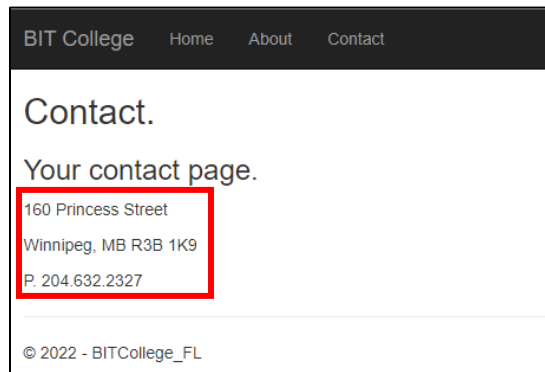 BIT College Home About Contact
Contact.
Your contact page.
160 Princess Street
Winnipeg, MB R3B 1K9
P. 204.632.2327
© 2022 - BITCollege_FL